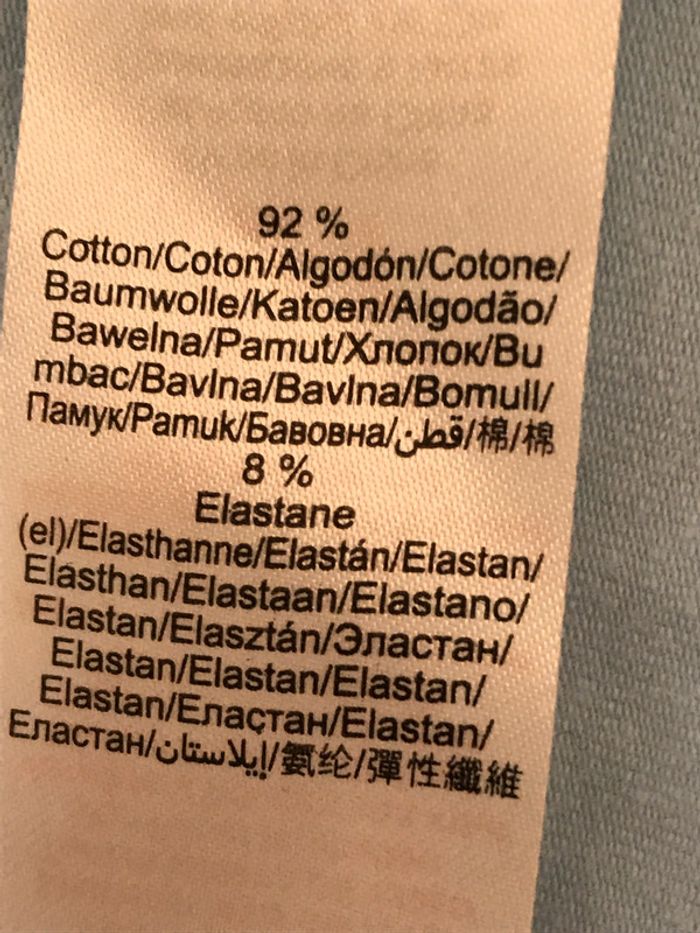 92 %
Cotton/Coton/Algodón/Cotone/
Baumwolle/Katoen/Algodão/
Bawelna/Pamut/Хлопок/Bu
mbac/Bavlna/Bavlna/Bomull/
Памук/Pamuk/Бавовна/قطن/棉/棉
8 %
Elastane
(el)/Elasthanne/Elastán/Elastan/
Elasthan/Elastaan/Elastano/
Elastan/Elasztán/Эластан/
Elastan/Elastan/Elastan/
Elastan/Еластан/Elastan/
Еластан/إيلاستان/氨纶/彈性纖維